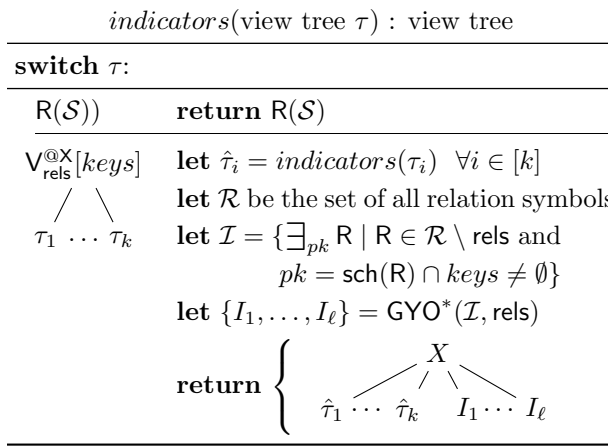 indicators(view tree τ) : view tree
switch τ:
R(𝒮)) return R(𝒮)
V^{@X}_{rels}[keys] let τ̂_i = indicators(τ_i) ∀i ∈ [k]
let ℛ be the set of all relation symbols
τ_1 … τ_k let ℐ = {∃_{pk} R | R ∈ ℛ \ rels and
pk = sch(R) ∩ keys ≠ ∅}
let {I_1, …, I_ℓ} = GYO*(ℐ, rels)
X
return {
τ̂_1 ⋯ τ̂_k I_1 ⋯ I_ℓ